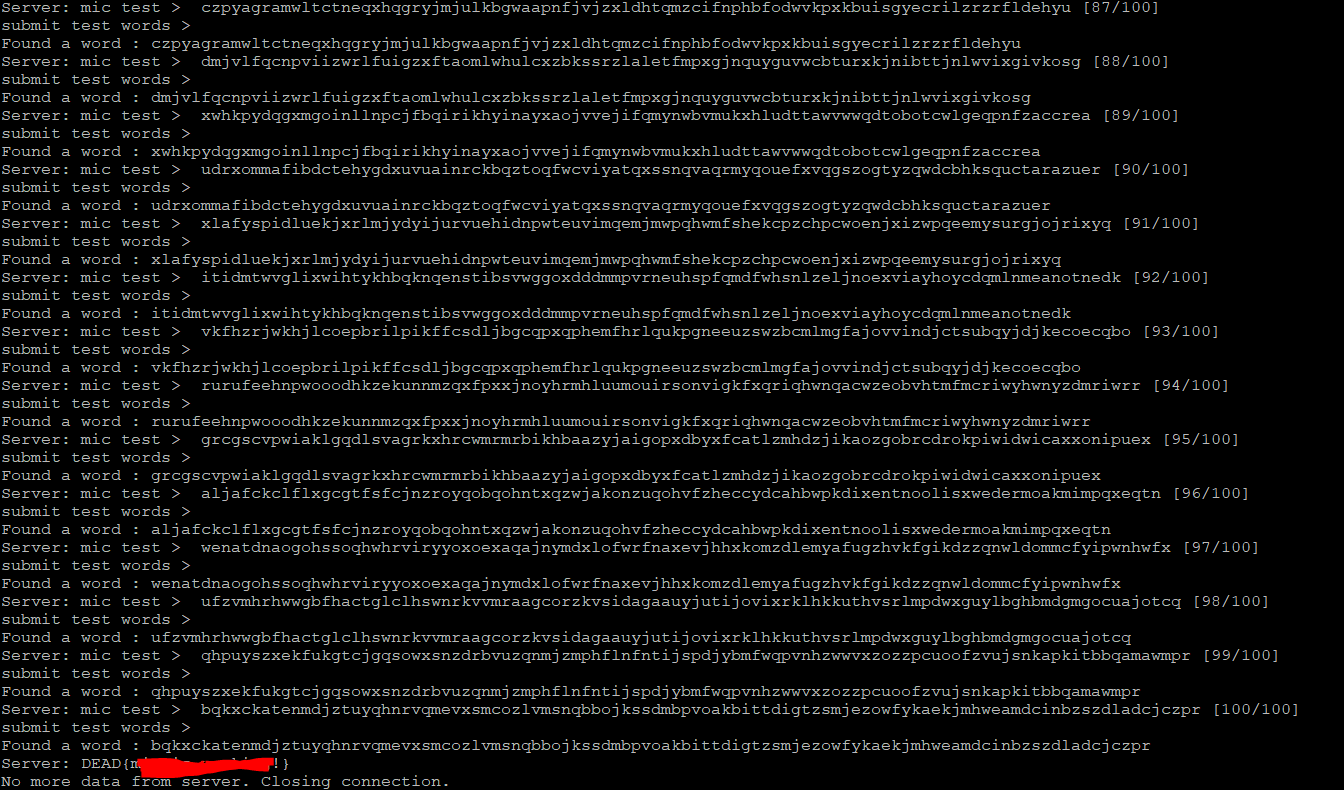 Server: mic test >  czpyagramwltctneqxhqgryjmjulkbgwaapnfjvjzxldhtqmzcifnphbfodwvkpxkbuisgyecrilzrzrfldehyu [87/100]
submit test words >
Found a word : czpyagramwltctneqxhqgryjmjulkbgwaapnfjvjzxldhtqmzcifnphbfodwvkpxkbuisgyecrilzrzrfldehyu
Server: mic test >  dmjvlfqcnpviizwrlfuigzxftaomlwhulcxzbkssrzlaletfmpxgjnquyguvwcbturxkjnibttjnlwvixgivkosg [88/100]
submit test words >
Found a word : dmjvlfqcnpviizwrlfuigzxftaomlwhulcxzbkssrzlaletfmpxgjnquyguvwcbturxkjnibttjnlwvixgivkosg
Server: mic test >  xwhkpydqgxmgoinllnpcjfbqirikhyinayxaojvvejifqmynwbvmukxhludttawvwwqdtobotcwlgeqpnfzaccrea [89/100]
submit test words >
Found a word : xwhkpydqgxmgoinllnpcjfbqirikhyinayxaojvvejifqmynwbvmukxhludttawvwwqdtobotcwlgeqpnfzaccrea
Server: mic test >  udrxommafibdctehygdxuvuainrckbqztoqfwcviyatqxssnqvaqrmyqouefxvqgszogtyzqwdcbhksquctarazuer [90/100]
submit test words >
Found a word : udrxommafibdctehygdxuvuainrckbqztoqfwcviyatqxssnqvaqrmyqouefxvqgszogtyzqwdcbhksquctarazuer
Server: mic test >  xlafyspidluekjxrlmjydyijurvuehidnpwteuvimqemjmwpqhwmfshekcpzchpcwoenjxizwpqeemysurgjojrixyq [91/100]
submit test words >
Found a word : xlafyspidluekjxrlmjydyijurvuehidnpwteuvimqemjmwpqhwmfshekcpzchpcwoenjxizwpqeemysurgjojrixyq
Server: mic test >  itidmtwvglixwihtykhbqknqenstibsvwggoxdddmmpvrneuhspfqmdfwhsnlzeljnoexviayhoycdqmlnmeanotnedk [92/100]
submit test words >
Found a word : itidmtwvglixwihtykhbqknqenstibsvwggoxdddmmpvrneuhspfqmdfwhsnlzeljnoexviayhoycdqmlnmeanotnedk
Server: mic test >  vkfhzrjwkhjlcoepbrilpikffcsdljbgcqpxqphemfhrlqukpgneeuzswzbcmlmgfajovvindjctsubqyjdjkecoecqbo [93/100]
submit test words >
Found a word : vkfhzrjwkhjlcoepbrilpikffcsdljbgcqpxqphemfhrlqukpgneeuzswzbcmlmgfajovvindjctsubqyjdjkecoecqbo
Server: mic test >  rurufeehnpwooodhkzekunnmzqxfpxxjnoyhrmhluumouirsonvigkfxqriqhwnqacwzeobvhtmfmcriwyhwnyzdmriwrr [94/100]
submit test words >
Found a word : rurufeehnpwooodhkzekunnmzqxfpxxjnoyhrmhluumouirsonvigkfxqriqhwnqacwzeobvhtmfmcriwyhwnyzdmriwrr
Server: mic test >  grcgscvpwiaklgqdlsvagrkxhrcwmrmrbikhbaazyjaigopxdbyxfcatlzmhdzjikaozgobrcdrokpiwidwicaxxonipuex [95/100]
submit test words >
Found a word : grcgscvpwiaklgqdlsvagrkxhrcwmrmrbikhbaazyjaigopxdbyxfcatlzmhdzjikaozgobrcdrokpiwidwicaxxonipuex
Server: mic test >  aljafckclflxgcgtfsfcjnzroyqobqohntxqzwjakonzuqohvfzheccydcahbwpkdixentnoolisxwedermoakmimpqxeqtn [96/100]
submit test words >
Found a word : aljafckclflxgcgtfsfcjnzroyqobqohntxqzwjakonzuqohvfzheccydcahbwpkdixentnoolisxwedermoakmimpqxeqtn
Server: mic test >  wenatdnaogohssoqhwhrviryyoxoexaqajnymdxlofwrfnaxevjhhxkomzdlemyafugzhvkfgikdzzqnwldommcfyipwnhwfx [97/100]
submit test words >
Found a word : wenatdnaogohssoqhwhrviryyoxoexaqajnymdxlofwrfnaxevjhhxkomzdlemyafugzhvkfgikdzzqnwldommcfyipwnhwfx
Server: mic test >  ufzvmhrhwwgbfhactglclhswnrkvvmraagcorzkvsidagaauyjutijovixrklhkkuthvsrlmpdwxguylbghbmdgmgocuajotcq [98/100]
submit test words >
Found a word : ufzvmhrhwwgbfhactglclhswnrkvvmraagcorzkvsidagaauyjutijovixrklhkkuthvsrlmpdwxguylbghbmdgmgocuajotcq
Server: mic test >  qhpuyszxekfukgtcjgqsowxsnzdrbvuzqnmjzmphflnfntijspdjybmfwqpvnhzwwvxzozzpcuoofzvujsnkapkitbbqamawmpr [99/100]
submit test words >
Found a word : qhpuyszxekfukgtcjgqsowxsnzdrbvuzqnmjzmphflnfntijspdjybmfwqpvnhzwwvxzozzpcuoofzvujsnkapkitbbqamawmpr
Server: mic test >  bqkxckatenmdjztuyqhnrvqmevxsmcozlvmsnqbbojkssdmbpvoakbittdigtzsmjezowfykaekjmhweamdcinbzszdladcjczpr [100/100]
submit test words >
Found a word : bqkxckatenmdjztuyqhnrvqmevxsmcozlvmsnqbbojkssdmbpvoakbittdigtzsmjezowfykaekjmhweamdcinbzszdladcjczpr
Server: DEAD{m !}
No more data from server. Closing connection.